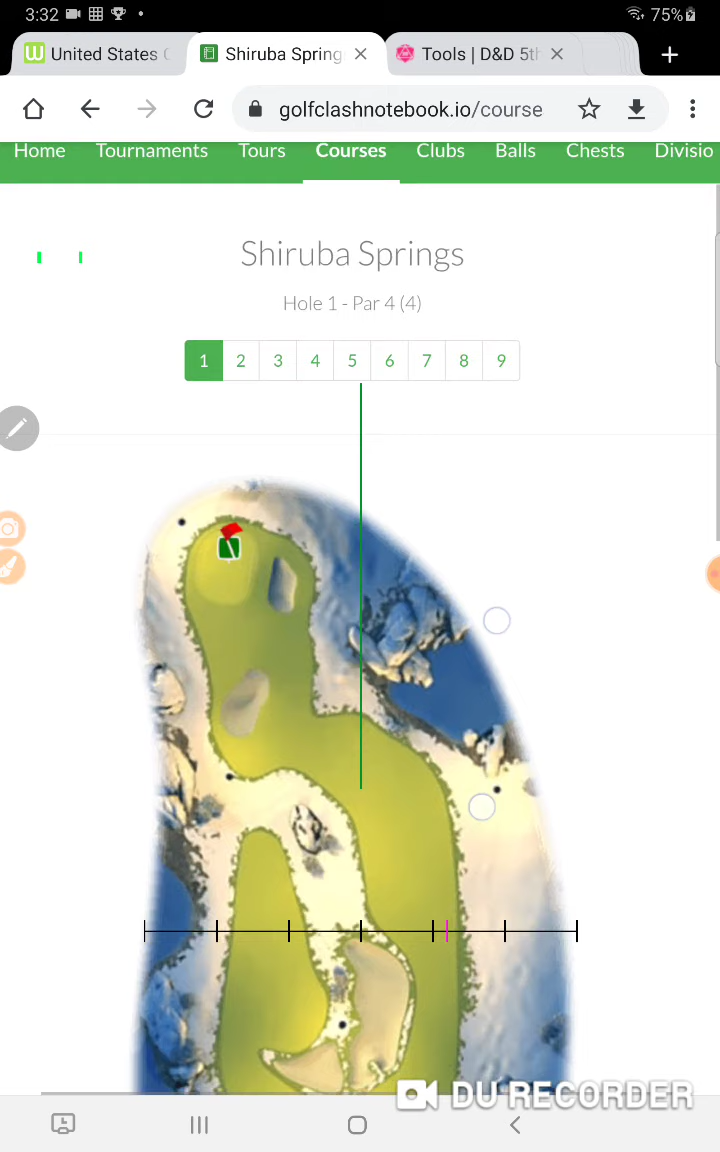 3:32
75%
United States
Shiruba Spring
Tools | D&D 5th
golfclashnotebook.io/course
Home Tournaments Tours Courses Clubs Balls Chests Divisio
Shiruba Springs
Hole 1 - Par 4 (4)
1 2 3 4 5 6 7 8 9
DU RECORDER